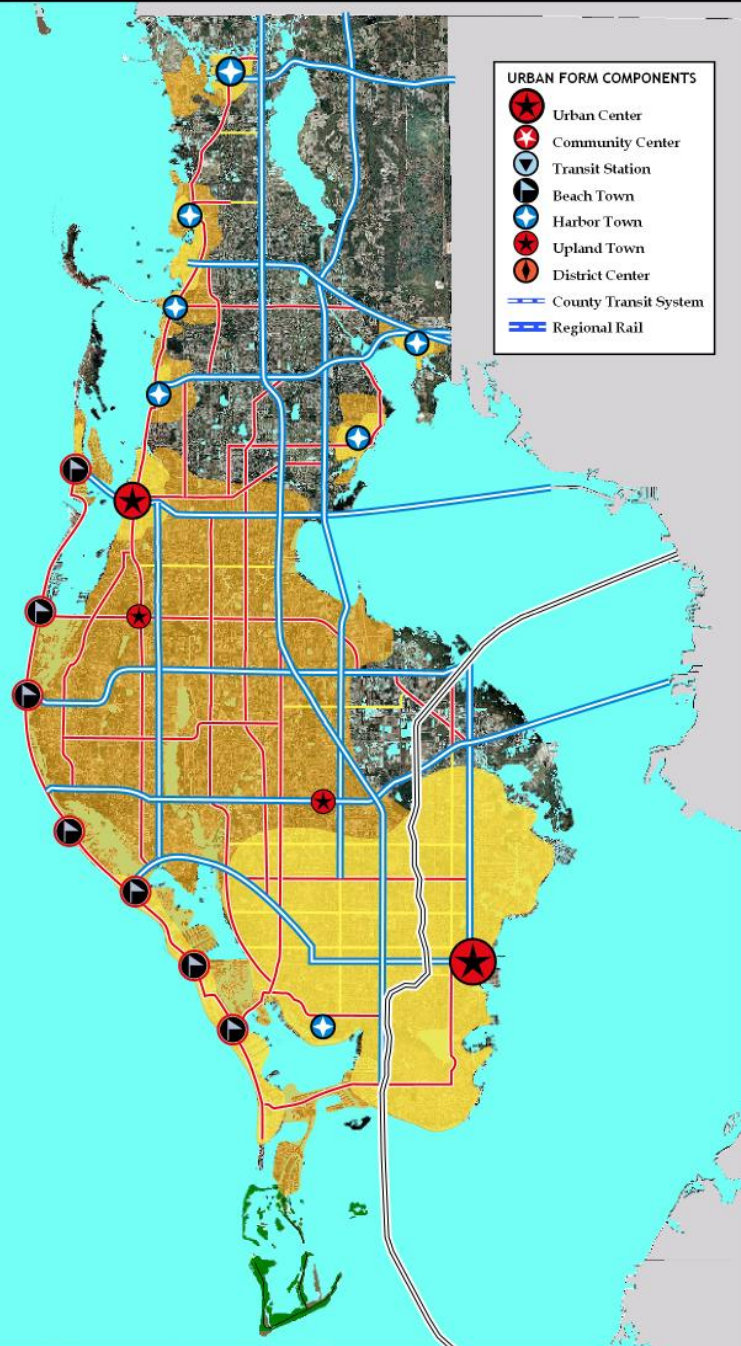 URBAN FORM COMPONENTS
Urban Center
Community Center
Transit Station
Beach Town
Harbor Town
Upland Town
District Center
County Transit System
Regional Rail